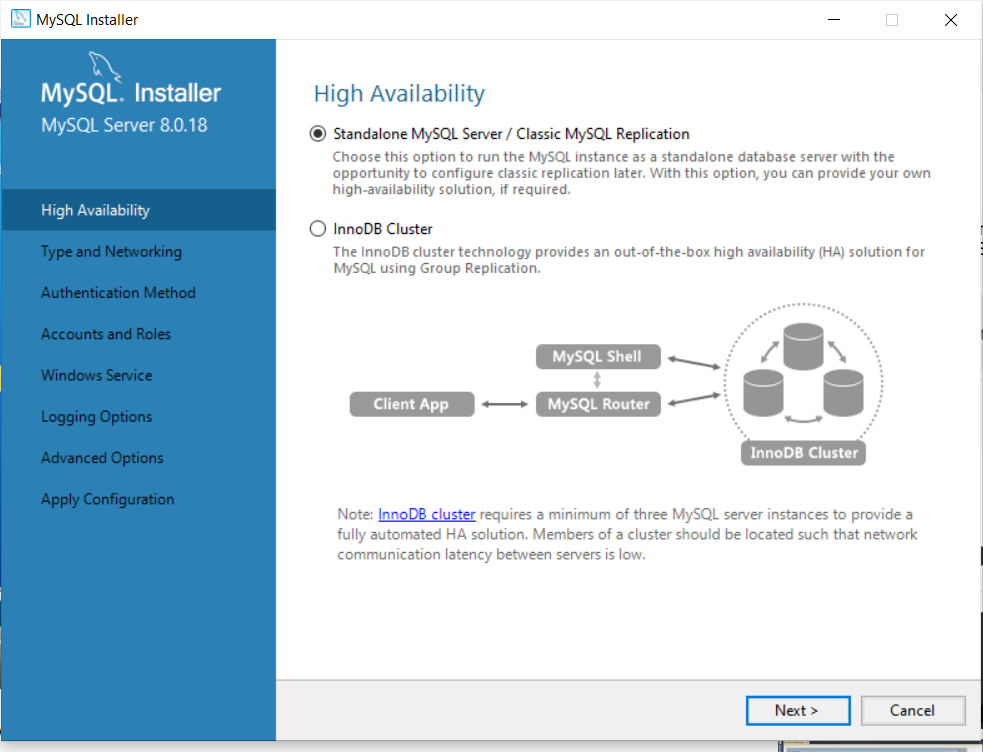 MySQL Installer
MySQL. Installer
MySQL Server 8.0.18
High Availability
Type and Networking
Authentication Method
Accounts and Roles
Windows Service
Logging Options
Advanced Options
Apply Configuration
High Availability
Standalone MySQL Server / Classic MySQL Replication
Choose this option to run the MySQL instance as a standalone database server with the
opportunity to configure classic replication later. With this option, you can provide your own
high-availability solution, if required.
InnoDB Cluster
The InnoDB cluster technology provides an out-of-the-box high availability (HA) solution for
MySQL using Group Replication.
MySQL Shell
Client App
MySQL Router
InnoDB Cluster
Note: InnoDB cluster requires a minimum of three MySQL server instances to provide a
fully automated HA solution. Members of a cluster should be located such that network
communication latency between servers is low.
Next >
Cancel